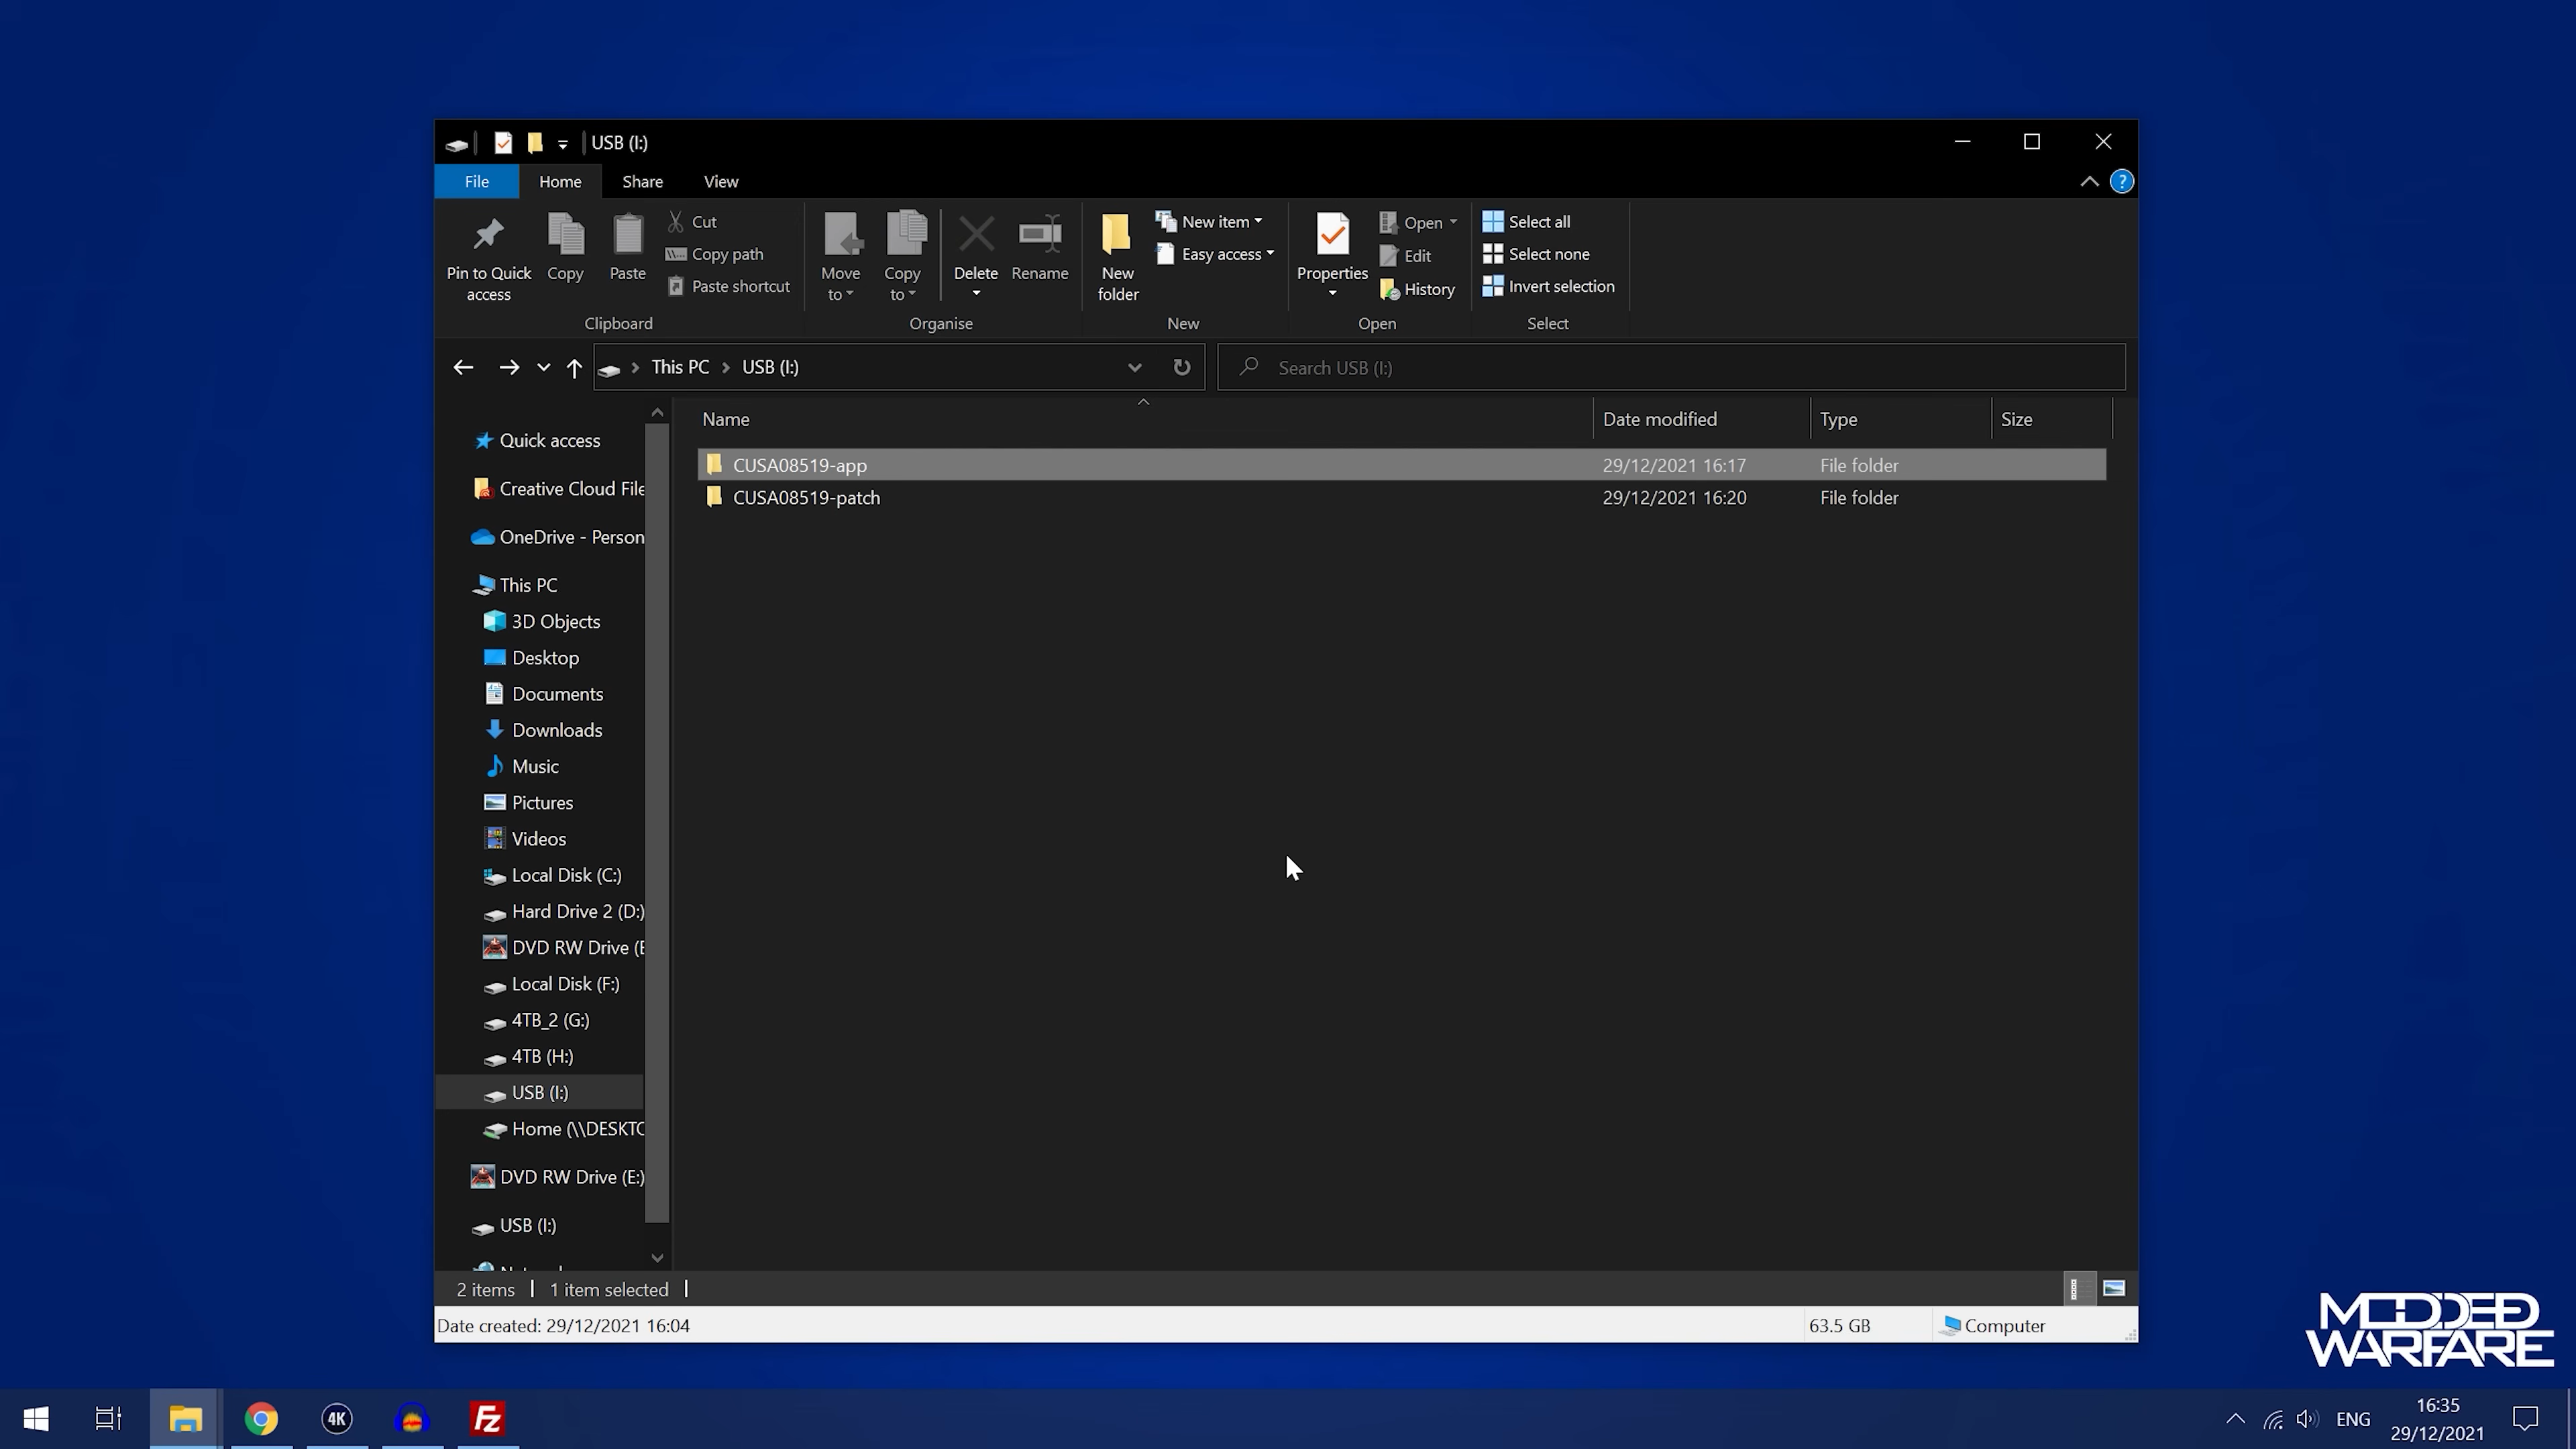 USB (I:)
File Home Share View
Pin to Quick access
Copy
Paste
Cut
Copy path
Paste shortcut
Clipboard
Move to
Copy to
Delete
Rename
Organise
New folder
New item
Easy access
New
Properties
Open
Edit
History
Open
Select all
Select none
Invert selection
Select
This PC USB (I:)
Search USB (I:)
Name Date modified Type Size
CUSA08519-app 29/12/2021 16:17 File folder
CUSA08519-patch 29/12/2021 16:20 File folder
Quick access
Creative Cloud File
OneDrive - Person
This PC
3D Objects
Desktop
Documents
Downloads
Music
Pictures
Videos
Local Disk (C:)
Hard Drive 2 (D:)
DVD RW Drive (E
Local Disk (F:)
4TB_2 (G:)
4TB (H:)
USB (I:)
Home (\\DESKTO
DVD RW Drive (E:)
USB (I:)
2 items 1 item selected
Date created: 29/12/2021 16:04 63.5 GB Computer
MODDED
WARFARE
4K
FZ
ENG
16:35
29/12/2021